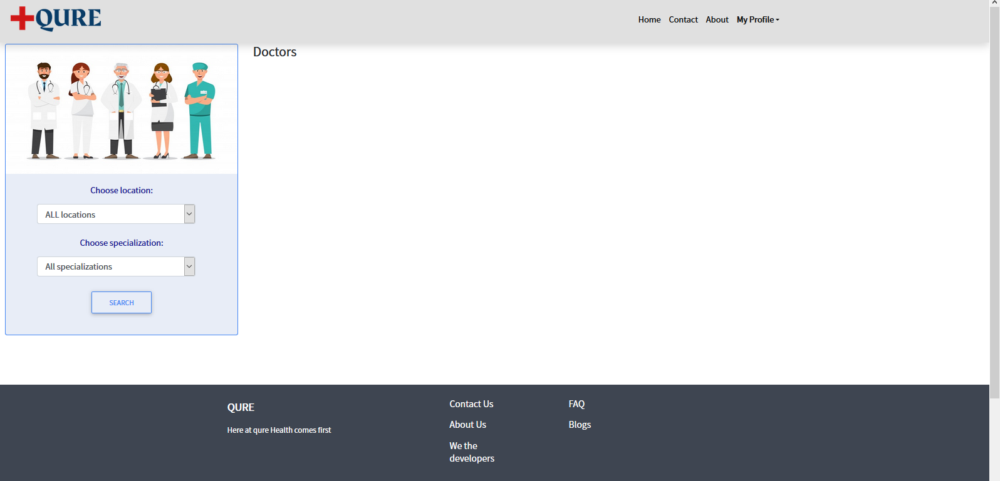 QURE
Home Contact About My Profile
Doctors
Choose location:
ALL locations
Choose specialization:
All specializations
SEARCH
QURE
Here at qure Health comes first
Contact Us
About Us
We the
developers
FAQ
Blogs